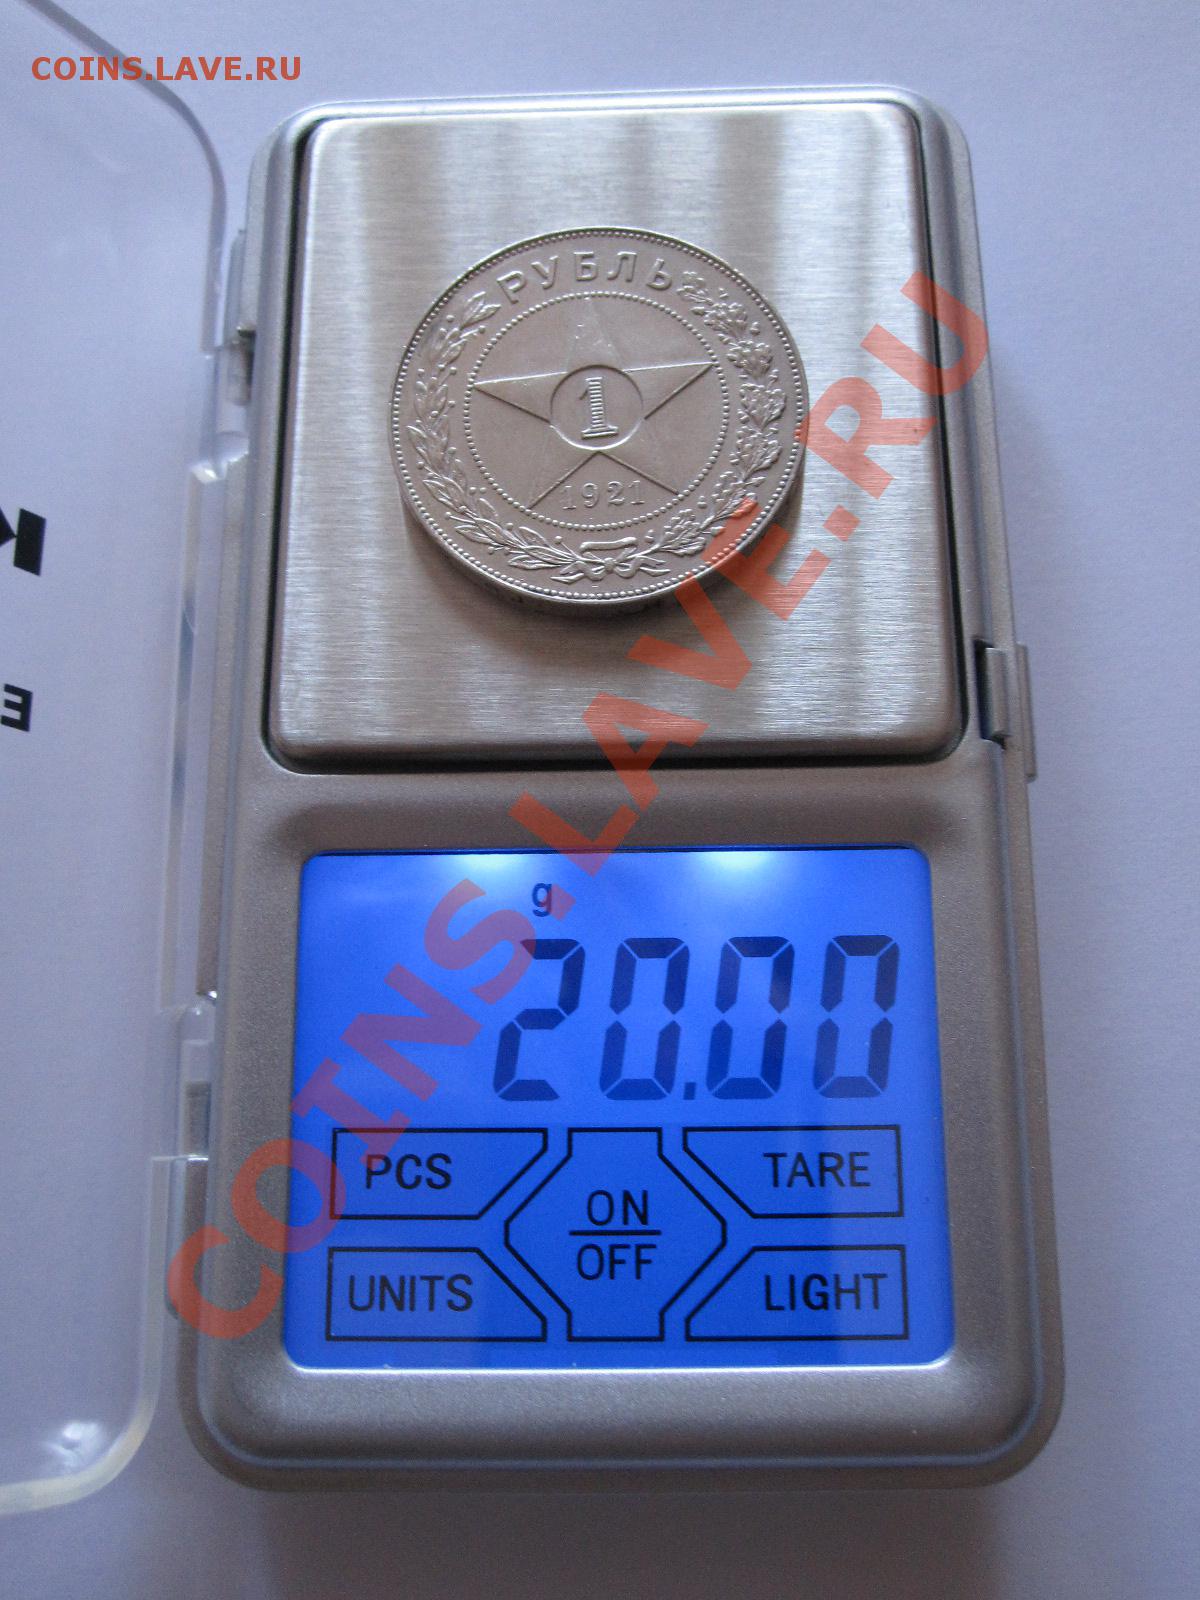 COINS.LAVE.RU
РУБЛЬ
1
1921
K
E
COINS.LAVE.RU
g
20.00
PCS
TARE
ON
OFF
UNITS
LIGHT